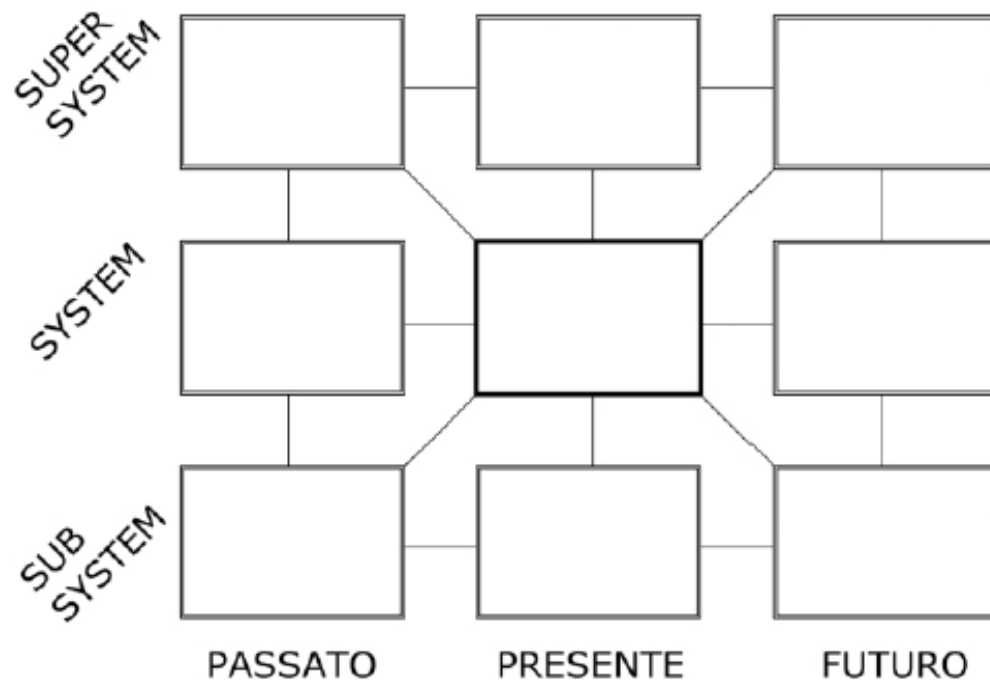 SUPER
SYSTEM
SYSTEM
SUB
SYSTEM
PASSATO PRESENTE FUTURO